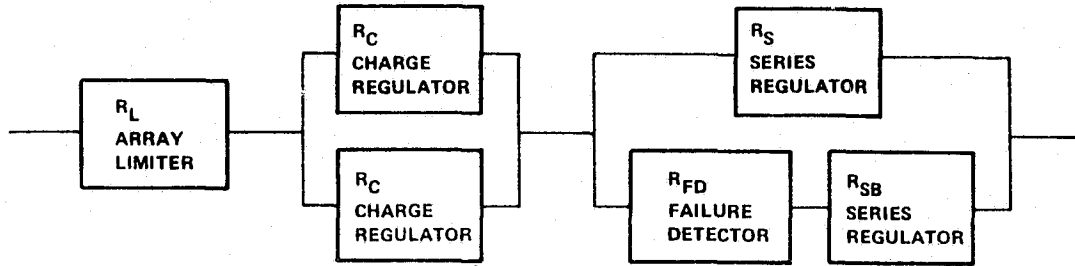 R_L
ARRAY
LIMITER
R_C
CHARGE
REGULATOR
R_C
CHARGE
REGULATOR
R_S
SERIES
REGULATOR
R_FD
FAILURE
DETECTOR
R_SB
SERIES
REGULATOR